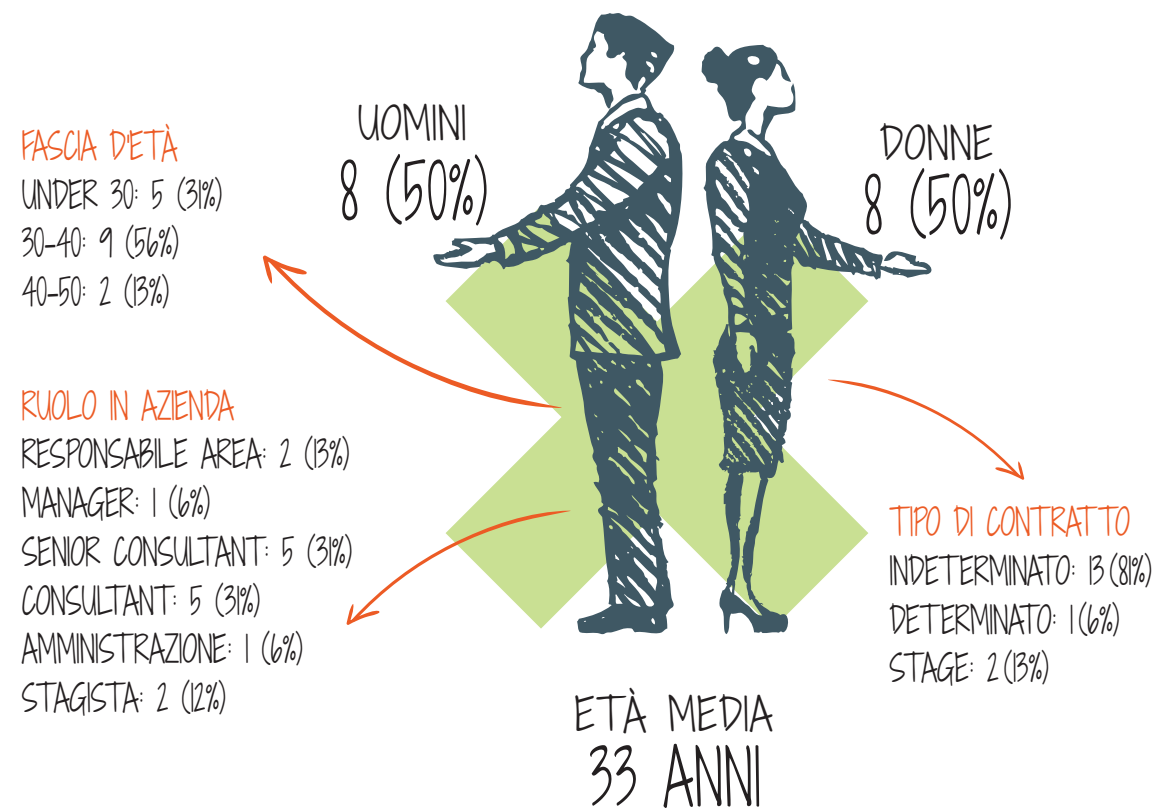 UOMINI
8 (50%)
DONNE
8 (50%)
FASCIA D'ETÀ
UNDER 30: 5 (31%)
30-40: 9 (56%)
40-50: 2 (13%)
RUOLO IN AZIENDA
RESPONSABILE AREA: 2 (13%)
MANAGER: 1 (6%)
SENIOR CONSULTANT: 5 (31%)
CONSULTANT: 5 (31%)
AMMINISTRAZIONE: 1 (6%)
STAGISTA: 2 (12%)
TIPO DI CONTRATTO
INDETERMINATO: 13 (81%)
DETERMINATO: 1 (6%)
STAGE: 2 (13%)
ETÀ MEDIA
33 ANNI